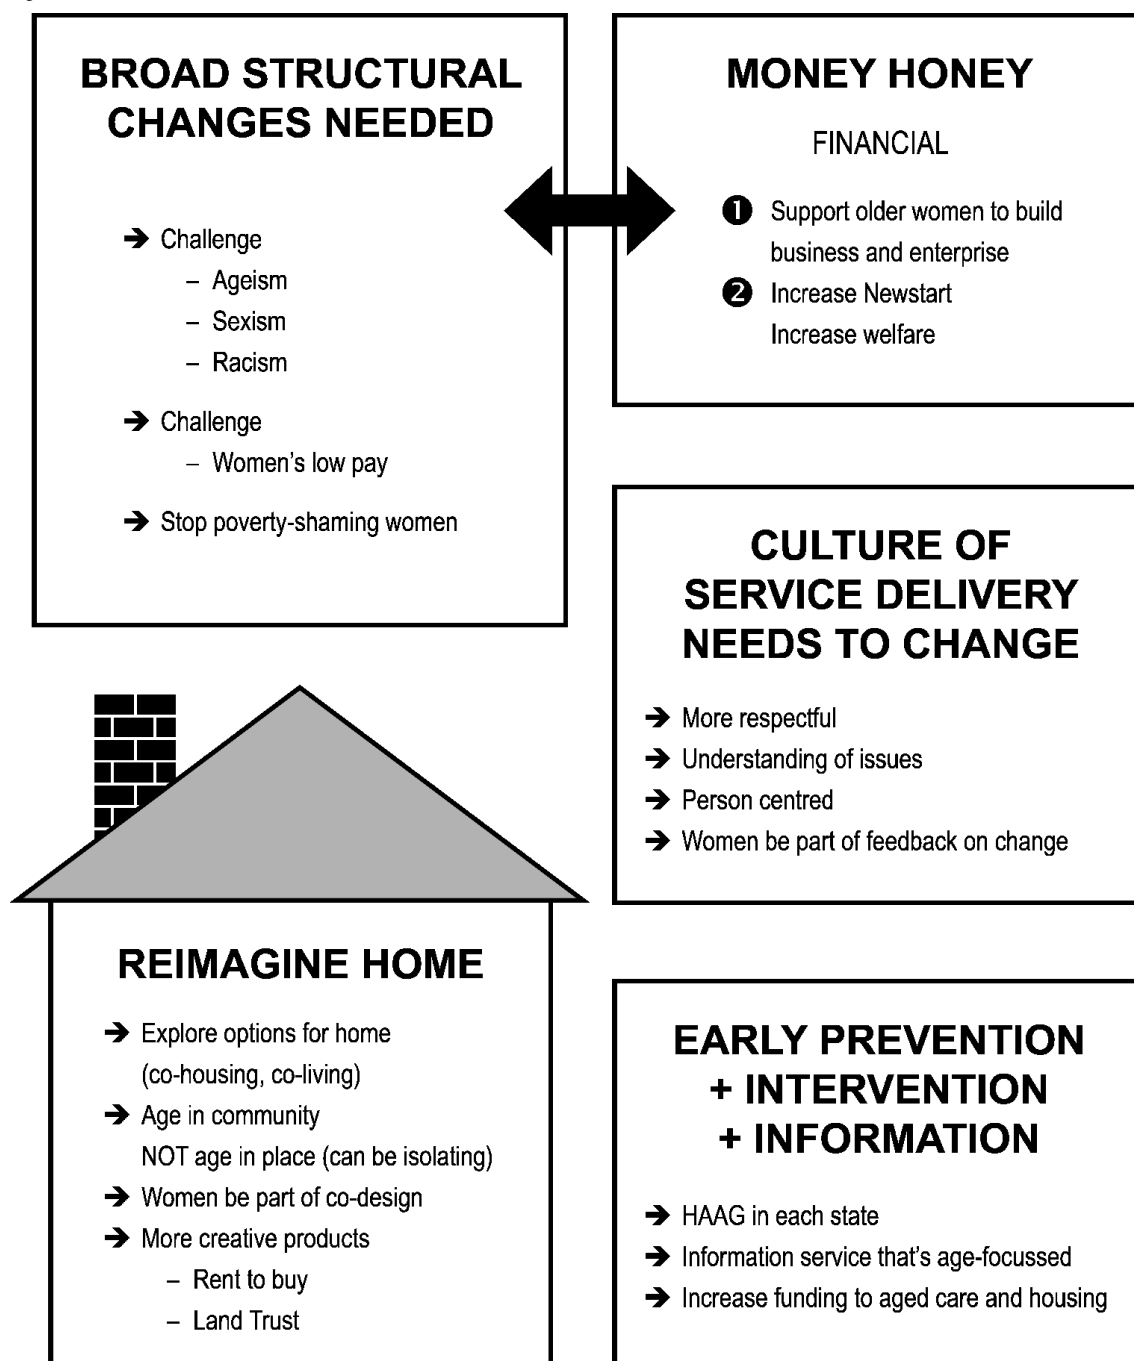 BROAD STRUCTURAL
CHANGES NEEDED
➔ Challenge
– Ageism
– Sexism
– Racism
➔ Challenge
– Women's low pay
➔ Stop poverty-shaming women
MONEY HONEY
FINANCIAL
❶ Support older women to build
business and enterprise
❷ Increase Newstart
Increase welfare
CULTURE OF
SERVICE DELIVERY
NEEDS TO CHANGE
➔ More respectful
➔ Understanding of issues
➔ Person centred
➔ Women be part of feedback on change
REIMAGINE HOME
➔ Explore options for home
(co-housing, co-living)
➔ Age in community
NOT age in place (can be isolating)
➔ Women be part of co-design
➔ More creative products
– Rent to buy
– Land Trust
EARLY PREVENTION
+ INTERVENTION
+ INFORMATION
➔ HAAG in each state
➔ Information service that's age-focussed
➔ Increase funding to aged care and housing